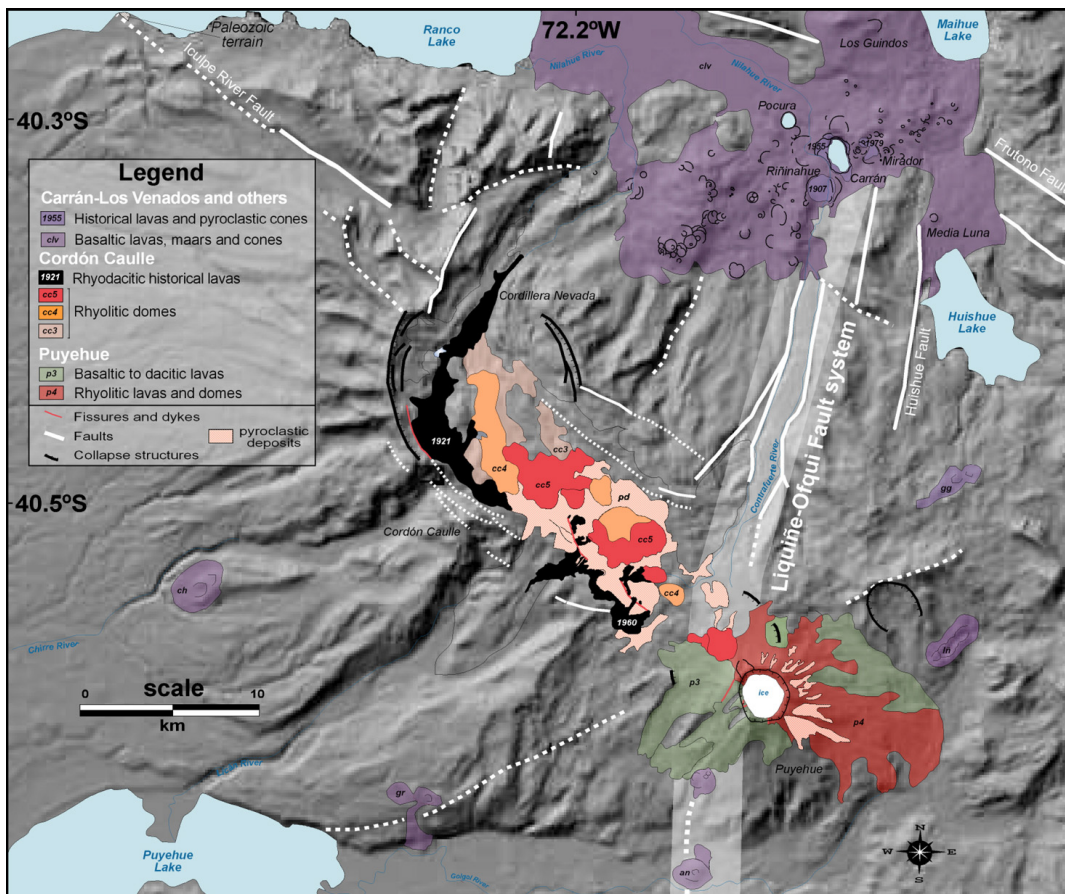 Paleozoic
terrain
Ranco
Lake
72.2ºW
Maihue
Lake
Los Guindos
Nilahue River
clv
Nilahue River
Iculpe River Fault
Pocura
40.3ºS
1955
1979
Mirador
Carrán
Riñinahue
1907
Frutono Fault
Media Luna
Legend
Carrán-Los Venados and others
1955 Historical lavas and pyroclastic cones
clv Basaltic lavas, maars and cones
Cordón Caulle
1921 Rhyodacitic historical lavas
cc5
cc4 Rhyolitic domes
cc3
Puyehue
p3 Basaltic to dacitic lavas
p4 Rhyolitic lavas and domes
Fissures and dykes
Faults
pyroclastic
deposits
Collapse structures
Cordillera Nevada
Huishue
Lake
Huishue Fault
Liquiñe-Ofqui Fault system
Contrafuerte River
1921
cc3
cc4
cc5
pd
gg
40.5ºS
Cordón Caulle
cc5
ch
cc4
1960
Chirre River
ln
scale
0 10
km
p3
ice
p4
Puyehue
gr
N
W E
S
Puyehue
Lake
an
Golgol River